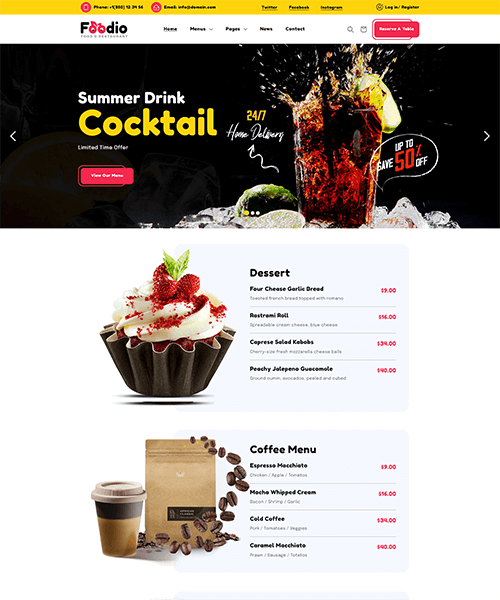 Phone: +1(850) 12 34 56
Email: info@domain.com
Twitter
Facebook
Instagram
Log in/ Register
Foodio
FOOD & RESTAURANT
Home
Menus
Pages
News
Contact
Reserve A Table
Summer Drink
Cocktail
Limited Time Offer
View Our Menu
24/7
Home Delivery
UP TO
SAVE 50% OFF
Dessert
Four Cheese Garlic Bread
$9.00
Toasted french bread topped with romano
Rastrami Roll
$16.00
Spreadable cream cheese, blue cheese
Caprese Salad Kabobs
$34.00
Cherry-size fresh mozzarella cheese balls
Peachy Jalepeno Guacomole
$40.00
Ground cumin, avocados, peeled and cubed
Coffee Menu
Espresso Macchiato
$9.00
Chicken / Apple / Tomatos
Mocha Whipped Cream
$16.00
Bacon / Shrimp / Garlic
Cold Coffee
$34.00
Pork / Tomatoes / Veggies
Caramel Macchiato
$40.00
Prawn / Sausage / Totatos